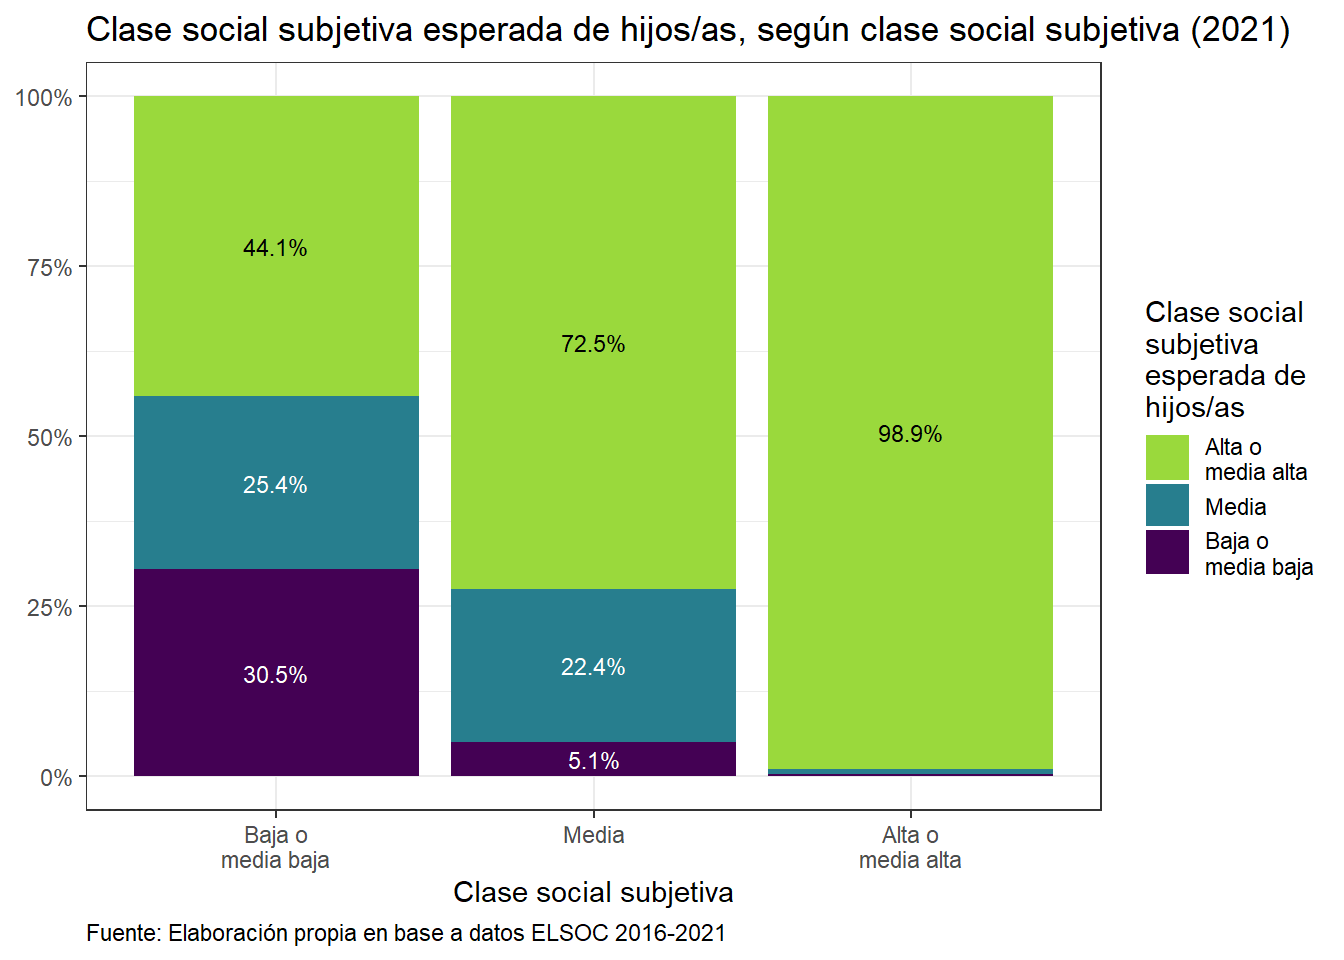 Clase social subjetiva esperada de hijos/as, según clase social subjetiva (2021)
100%
75%
50%
25%
0%
44.1%
25.4%
30.5%
72.5%
22.4%
5.1%
98.9%
Baja o
media baja
Media
Alta o
media alta
Clase social subjetiva
Clase social
subjetiva
esperada de
hijos/as
Alta o
media alta
Media
Baja o
media baja
Fuente: Elaboración propia en base a datos ELSOC 2016-2021